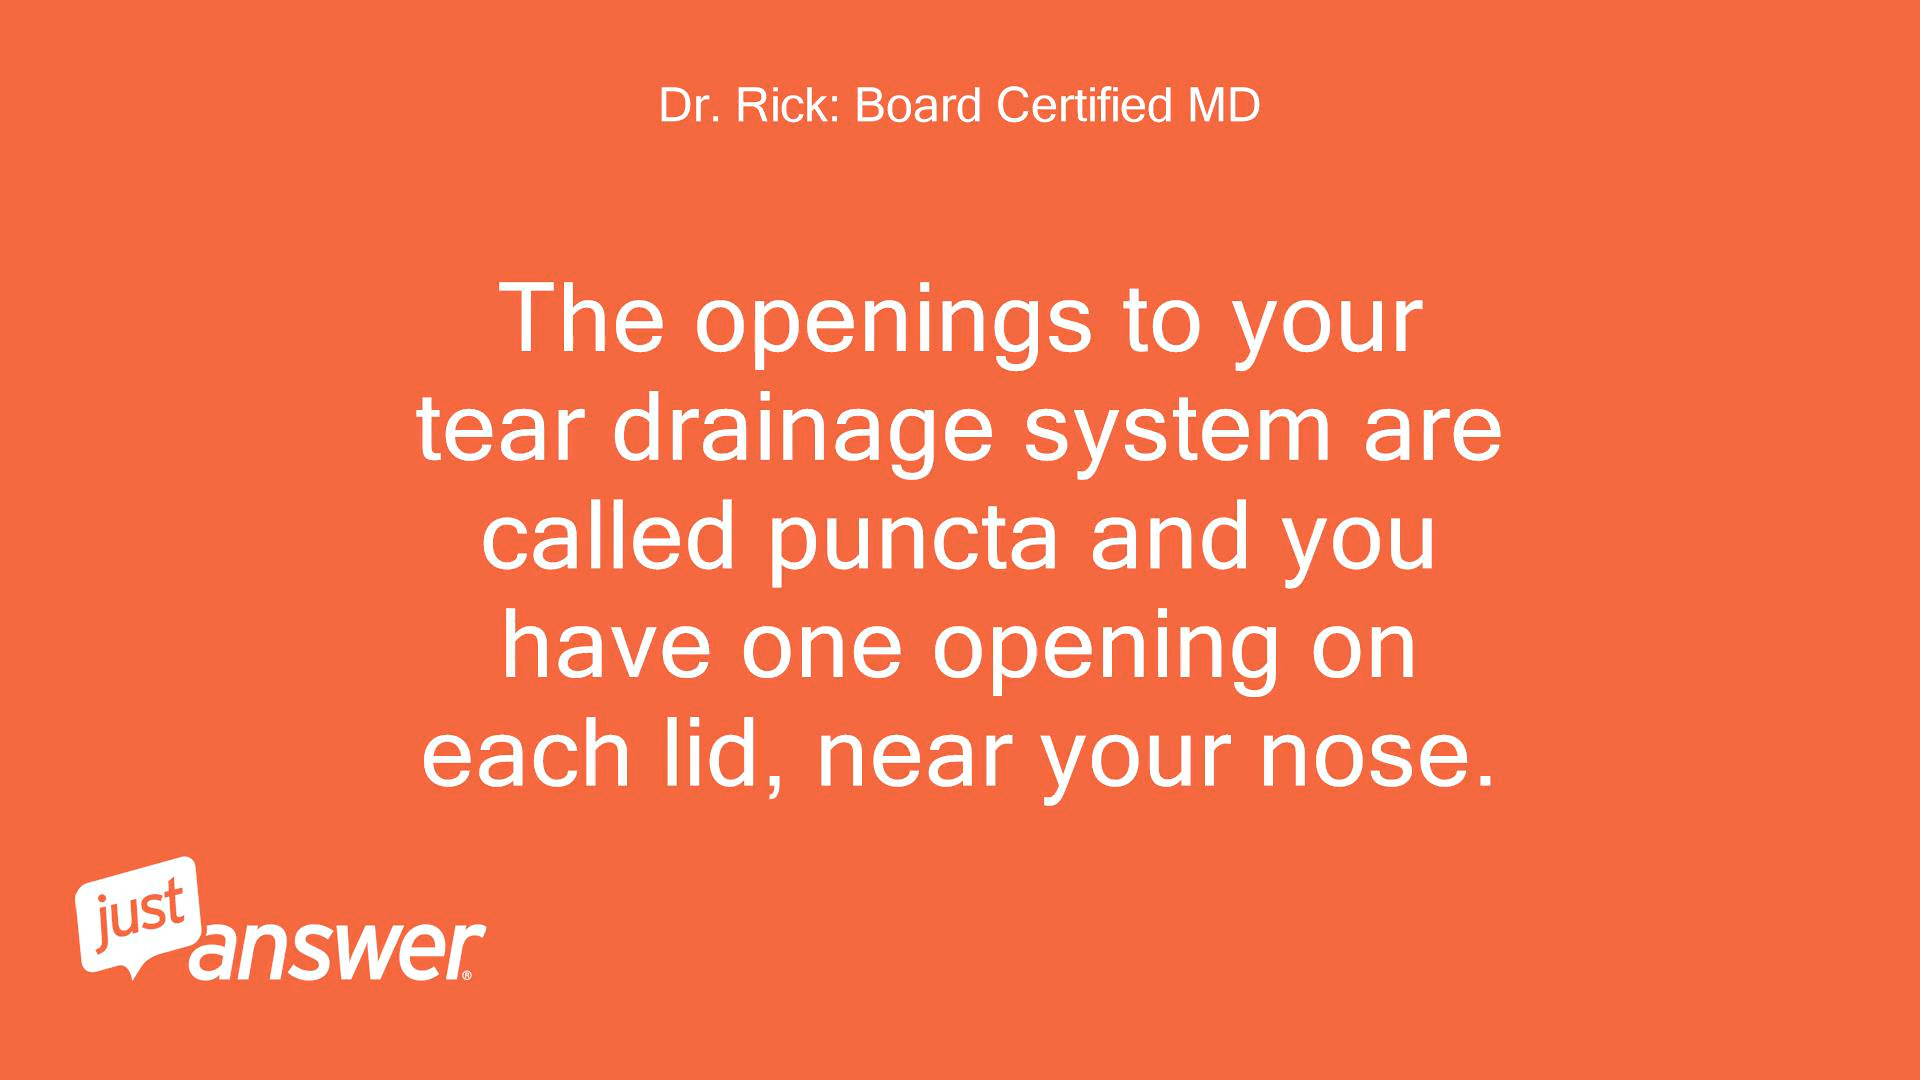 Dr. Rick: Board Certified MD
The openings to your
tear drainage system are
called puncta and you
have one opening on
each lid, near your nose.
just
answer®